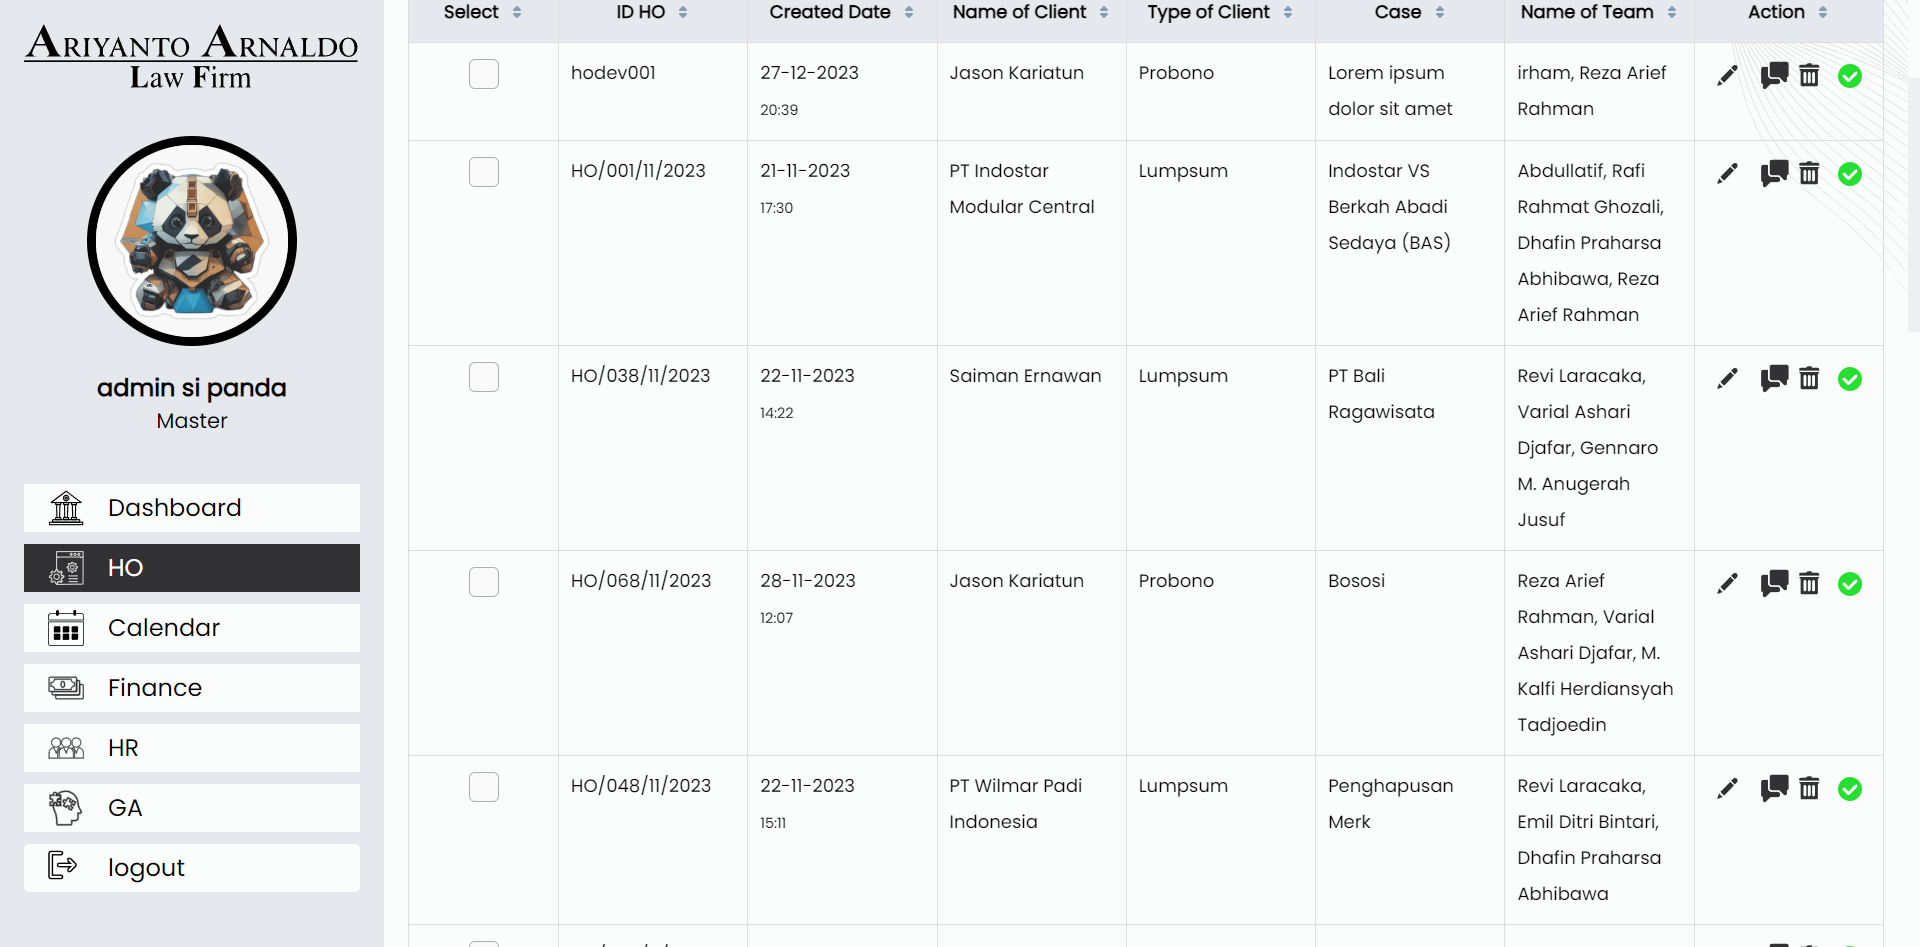 ARIYANTO ARNALDO
Law Firm
admin si panda
Master
Dashboard
HO
Calendar
Finance
HR
GA
logout
Select ID HO Created Date Name of Client Type of Client Case Name of Team Action
hodev001 27-12-2023 Jason Kariatun Probono Lorem ipsum irham, Reza Arief
20:39 dolor sit amet Rahman
HO/001/11/2023 21-11-2023 PT Indostar Lumpsum Indostar VS Abdullatif, Rafi
17:30 Modular Central Berkah Abadi Rahmat Ghozali,
Sedaya (BAS) Dhafin Praharsa
Abhibawa, Reza
Arief Rahman
HO/038/11/2023 22-11-2023 Saiman Ernawan Lumpsum PT Bali Revi Laracaka,
14:22 Ragawisata Varial Ashari
Djafar, Gennaro
M. Anugerah
Jusuf
HO/068/11/2023 28-11-2023 Jason Kariatun Probono Bososi Reza Arief
12:07 Rahman, Varial
Ashari Djafar, M.
Kalfi Herdiansyah
Tadjoedin
HO/048/11/2023 22-11-2023 PT Wilmar Padi Lumpsum Penghapusan Revi Laracaka,
15:11 Indonesia Merk Emil Ditri Bintari,
Dhafin Praharsa
Abhibawa